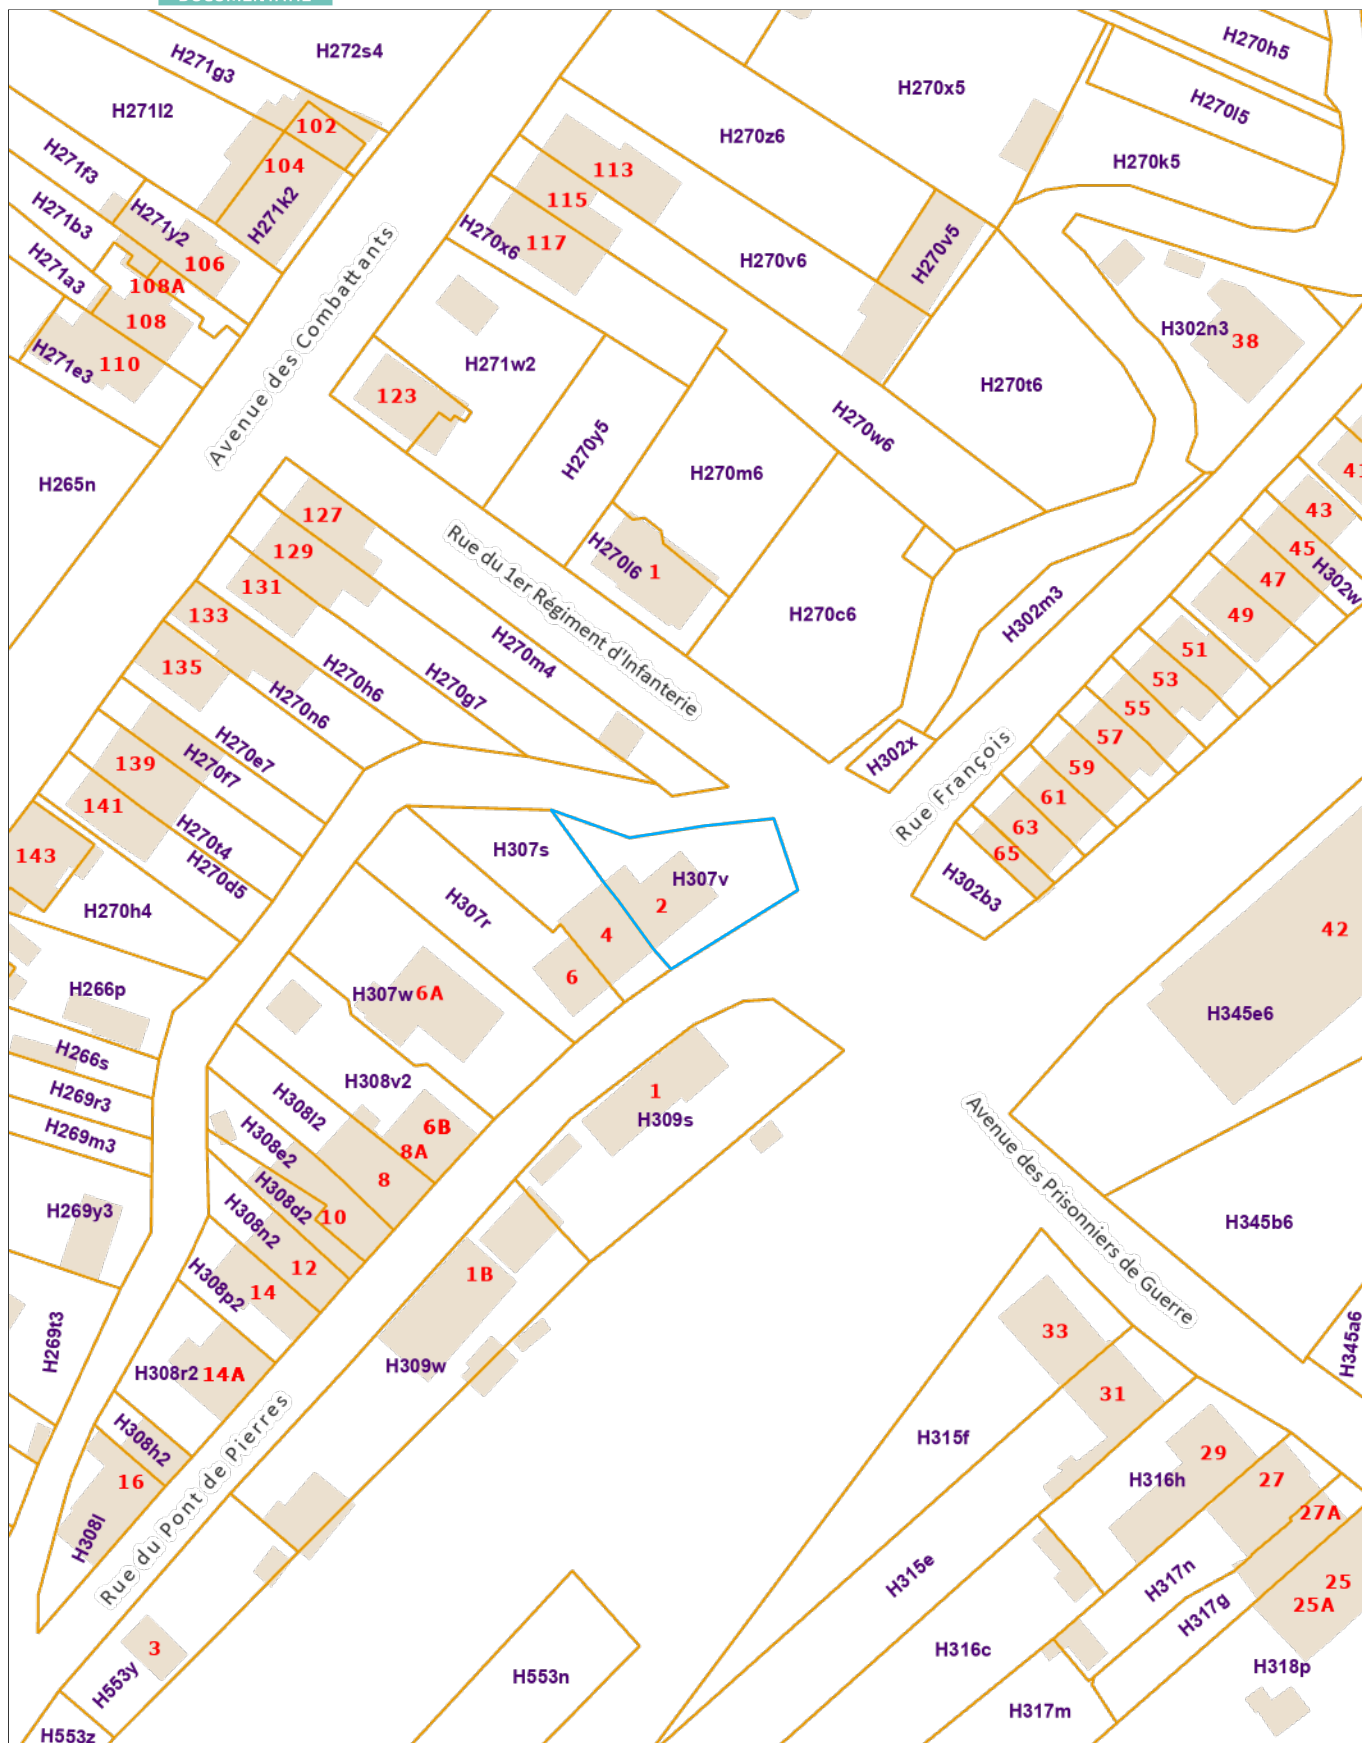 H272s4
H271g3
H271l2
H270h5
H270x5
H270l5
H270z6
H270k5
H271f3
102
104
113
115
H271k2
H271b3
H271y2
H270x6
117
H270v5
H270v6
H271a3
106
108A
108
H302n3
38
H271e3
110
Avenue des Combattants
H271w2
123
H270t6
H270w6
H265n
H270y5
H270m6
41
43
45
H302w
47
49
127
129
131
Rue du 1er Régiment d'Infanterie
H270l6
1
H270c6
H302m3
133
135
H270m4
H270h6
H270g7
H270n6
51
53
55
57
59
61
63
65
H302x
Rue François
H302b3
H270e7
139
H270f7
141
H270t4
H270d5
143
H270h4
H307s
H307v
2
H307r
4
6
42
H266p
H307w
6A
H345e6
H266s
H269r3
H269m3
H308v2
H308l2
6B
8A
8
1
H309s
H308e2
H308d2
10
H308n2
12
14
H308p2
H269y3
Avenue des Prisonniers de Guerre
H345b6
1B
H309w
H269t3
33
31
H345a6
H308r2
14A
H308h2
16
H308l
Rue du Pont de Pierres
H315f
29
H316h
27
27A
H315e
H317n
H317g
25
25A
3
H553y
H553n
H316c
H318p
H317m
H553z